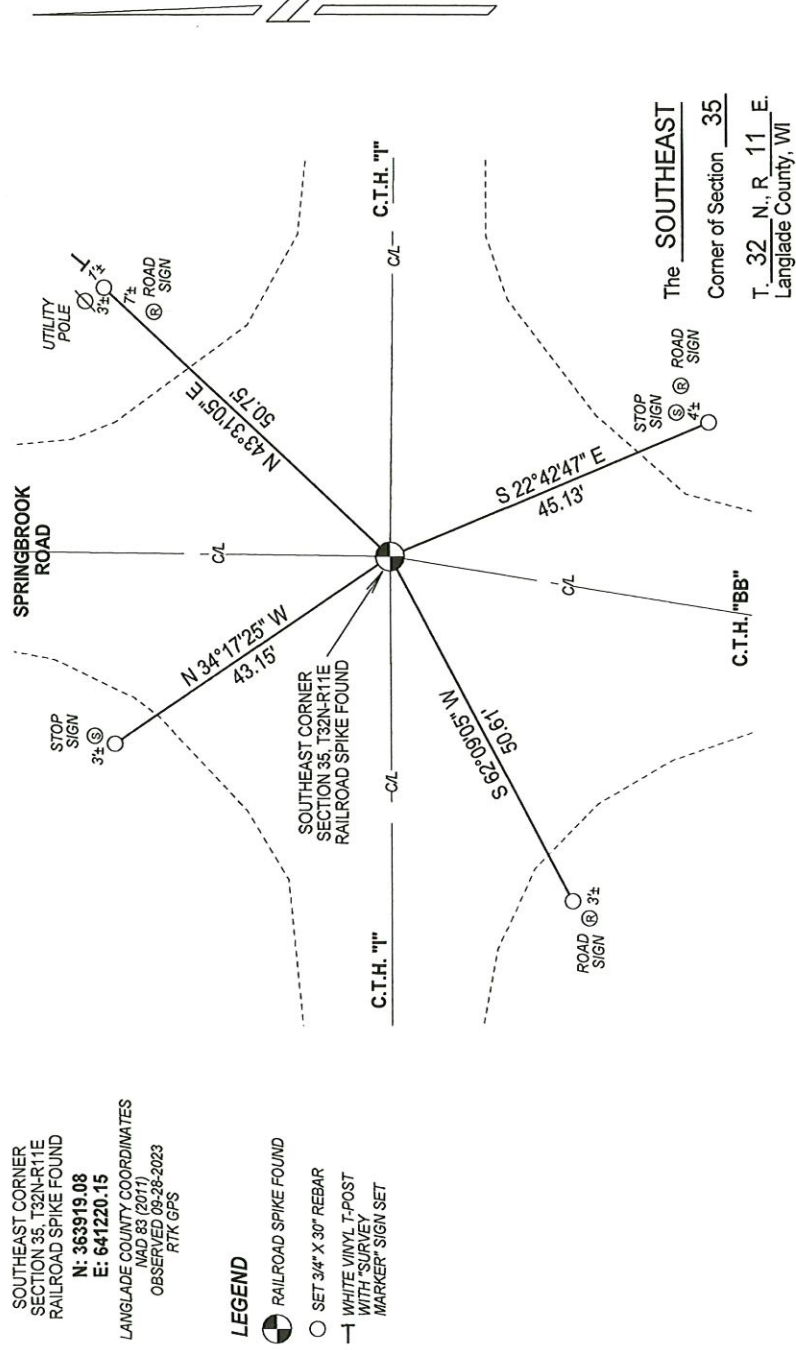 SOUTHEAST CORNER
SECTION 35, T32N-R11E
RAILROAD SPIKE FOUND
N: 363919.08
E: 641220.15
LANGLADE COUNTY COORDINATES
NAD 83 (2011)
OBSERVED 09-28-2023
RTK GPS
LEGEND
RAILROAD SPIKE FOUND
SET 3/4" X 30" REBAR
WHITE VINYL T-POST
WITH "SURVEY
MARKER" SIGN SET
SPRINGBROOK
ROAD
C/L
STOP
SIGN
3'± S
N 34°17'25" W
43.15'
UTILITY
POLE
3'±
1'±
7'±
R ROAD
SIGN
N 43°31'05" E
50.75'
SOUTHEAST CORNER
SECTION 35, T32N-R11E
RAILROAD SPIKE FOUND
C.T.H. "I"
C/L
C/L
C.T.H. "I"
S 62°09'05" W
50.61'
ROAD
SIGN
R 3'±
S 22°42'47" E
45.13'
STOP
SIGN
S R ROAD
SIGN
4'±
C/L
C.T.H. "BB"
The SOUTHEAST
Corner of Section 35
T. 32 N., R 11 E.
Langlade County, WI